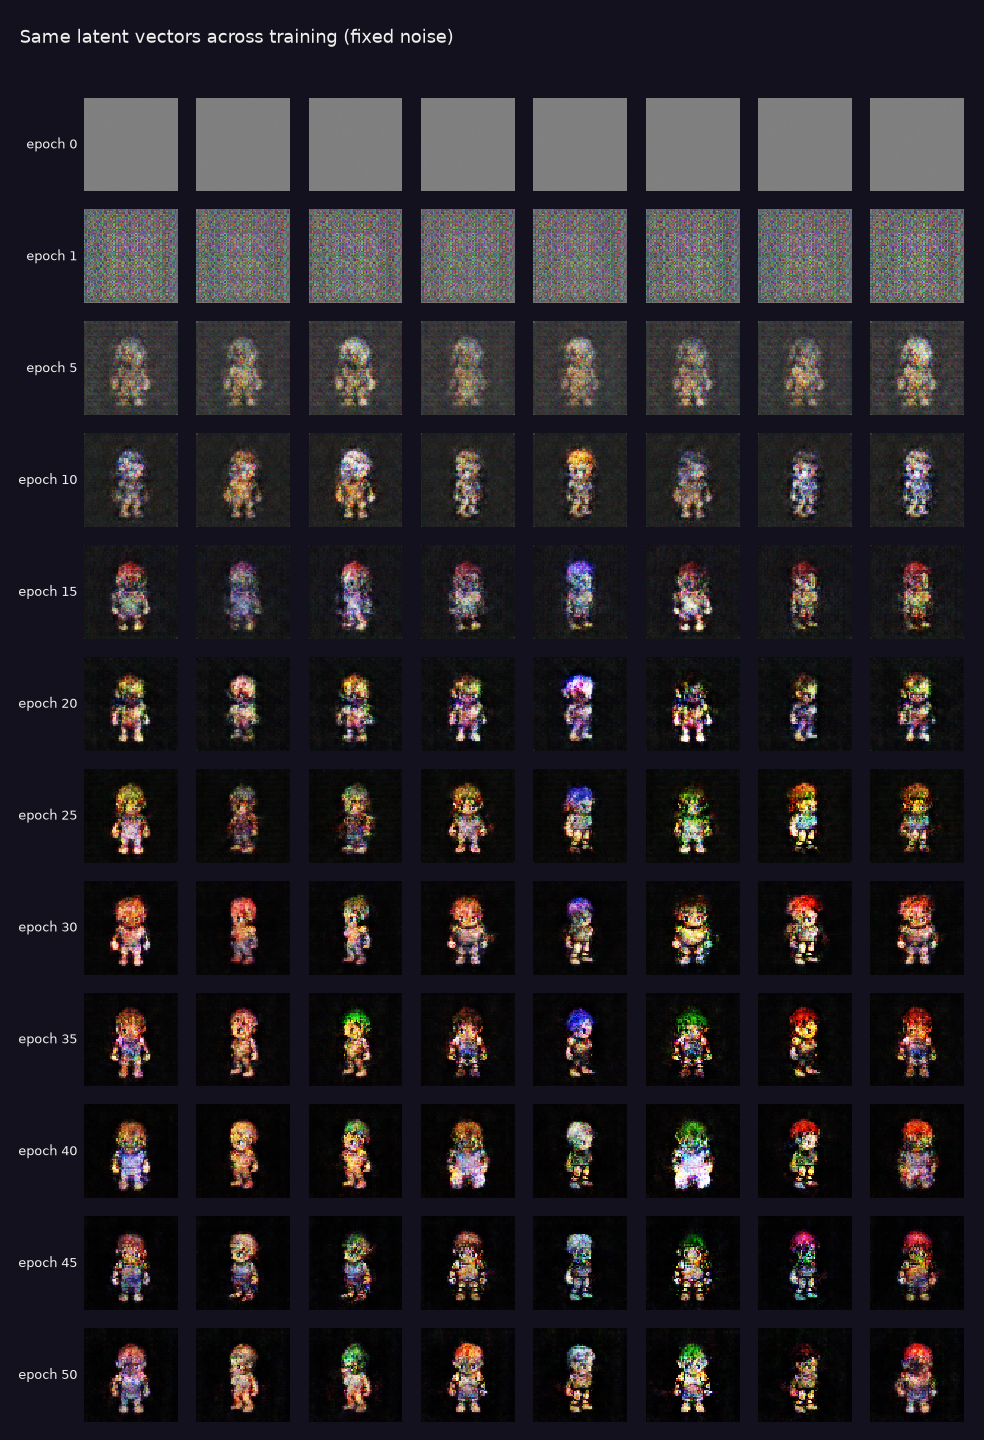 Same latent vectors across training (fixed noise)
epoch 0
epoch 1
epoch 5
epoch 10
epoch 15
epoch 20
epoch 25
epoch 30
epoch 35
epoch 40
epoch 45
epoch 50